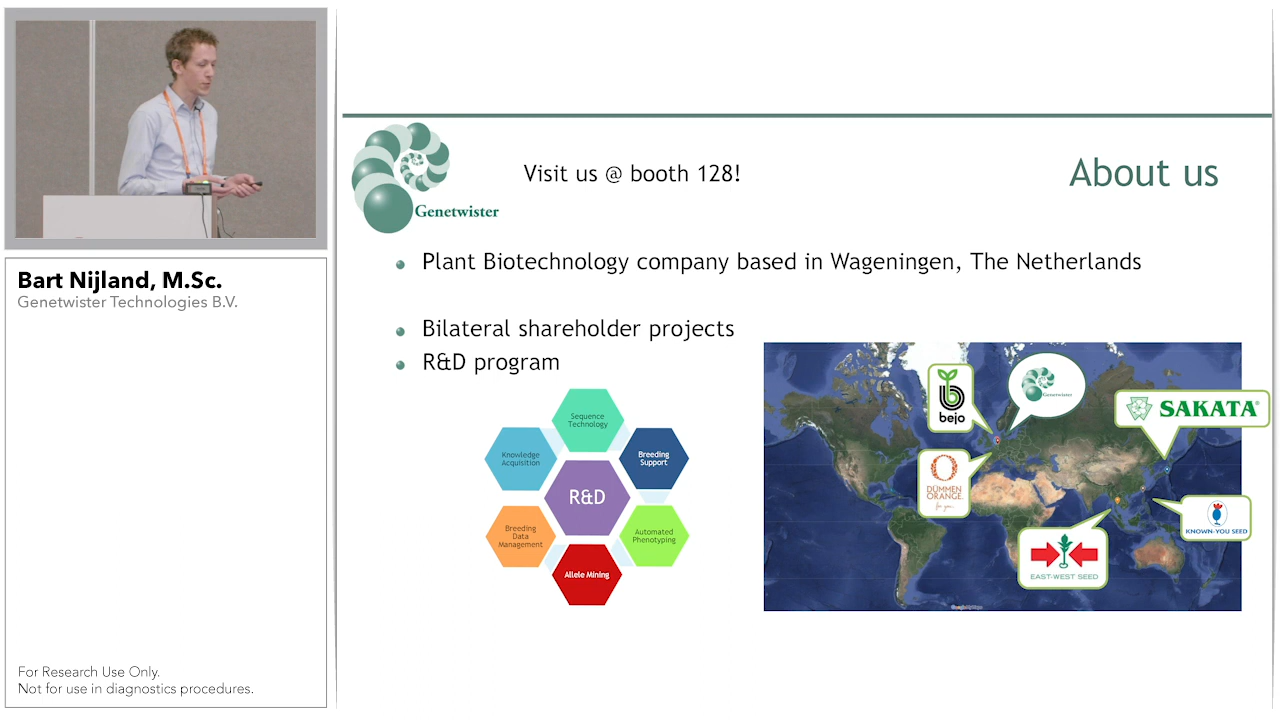 Bart Nijland, M.Sc.
Genetwister Technologies B.V.
For Research Use Only.
Not for use in diagnostics procedures.
Visit us @ booth 128!
About us
Genetwister
Plant Biotechnology company based in Wageningen, The Netherlands
Bilateral shareholder projects
R&D program
Sequence
Technology
Knowledge
Acquisition
Breeding
Support
R&D
Breeding
Data
Management
Automated
Phenotyping
Allele Mining
bejo
Genetwister
SAKATA®
DÜMMEN
ORANGE.
for you.
KNOWN-YOU SEED
EAST-WEST SEED